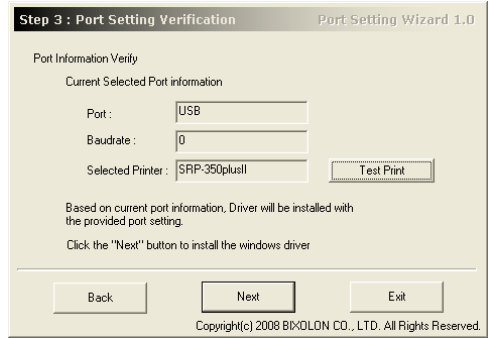 Step 3 : Port Setting Verification Port Setting Wizard 1.0
Port Information Verify
Current Selected Port information
Port : USB
Baudrate : 0
Selected Printer : SRP-350plusII Test Print
Based on current port information, Driver will be installed with
the provided port setting.
Click the "Next" button to install the windows driver
Back Next Exit
Copyright(c) 2008 BIXOLON CO., LTD. All Rights Reserved.